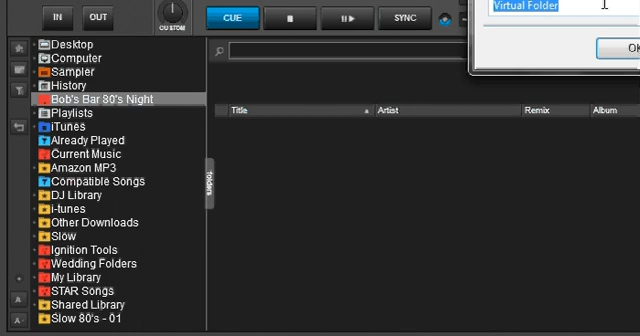 Virtual Folder
IN
OUT
CUSTOM
CUE
SYNC
OK
Desktop
Computer
Sampler
History
Bob's Bar 80's Night
Playlists
iTunes
Already Played
Current Music
Amazon MP3
Compatible Songs
DJ Library
i-tunes
Other Downloads
Slow
Ignition Tools
Wedding Folders
My Library
STAR Songs
Shared Library
Slow 80's - 01
folders
Title
Artist
Remix
Album
A
A